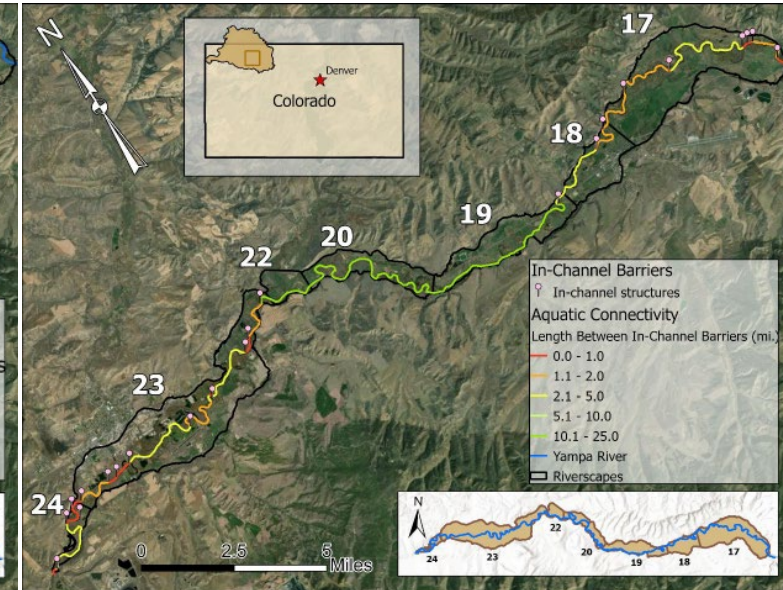 N
Denver
Colorado
17
18
19
20
22
23
24
In-Channel Barriers
In-channel structures
Aquatic Connectivity
Length Between In-Channel Barriers (mi.)
0.0 - 1.0
1.1 - 2.0
2.1 - 5.0
5.1 - 10.0
10.1 - 25.0
Yampa River
Riverscapes
s
0 2.5 5
Miles
N
24
23
22
20
19
18
17